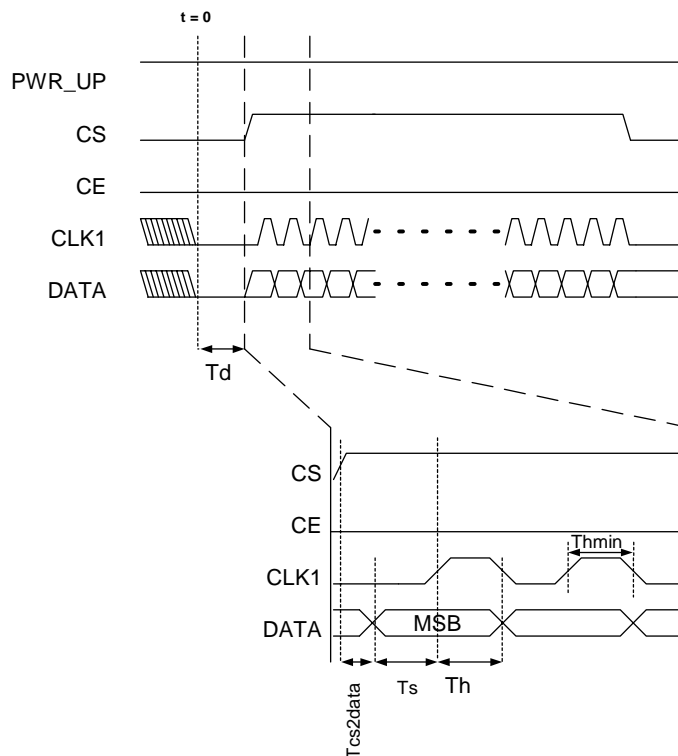 t = 0
PWR_UP
CS
CE
CLK1
DATA
Td
CS
CE
Thmin
CLK1
DATA
MSB
Tcs2data
Ts
Th